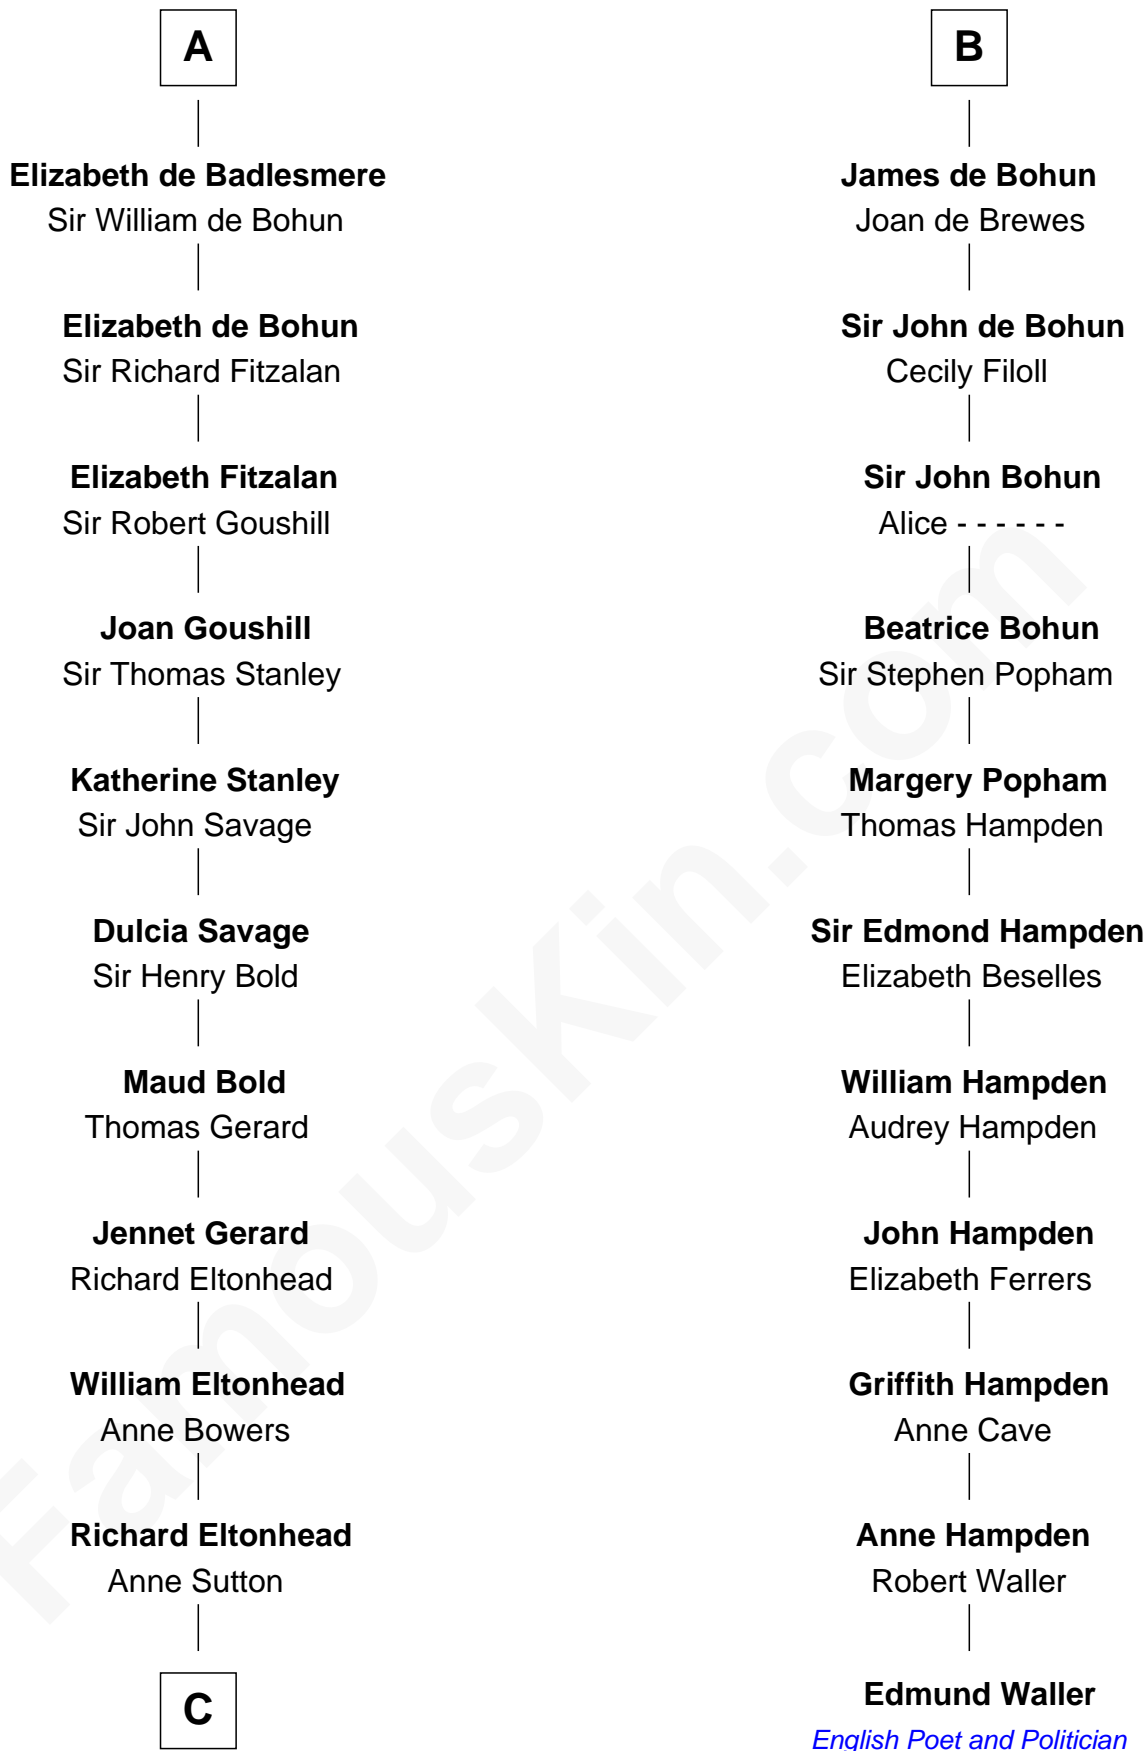 A
Elizabeth de Badlesmere
Sir William de Bohun
Elizabeth de Bohun
Sir Richard Fitzalan
Elizabeth Fitzalan
Sir Robert Goushill
Joan Goushill
Sir Thomas Stanley
Katherine Stanley
Sir John Savage
Dulcia Savage
Sir Henry Bold
Maud Bold
Thomas Gerard
Jennet Gerard
Richard Eltonhead
William Eltonhead
Anne Bowers
Richard Eltonhead
Anne Sutton
C
B
James de Bohun
Joan de Brewes
Sir John de Bohun
Cecily Filoll
Sir John Bohun
Alice - - - - - -
Beatrice Bohun
Sir Stephen Popham
Margery Popham
Thomas Hampden
Sir Edmond Hampden
Elizabeth Beselles
William Hampden
Audrey Hampden
John Hampden
Elizabeth Ferrers
Griffith Hampden
Anne Cave
Anne Hampden
Robert Waller
Edmund Waller
English Poet and Politician
FamousKin.com